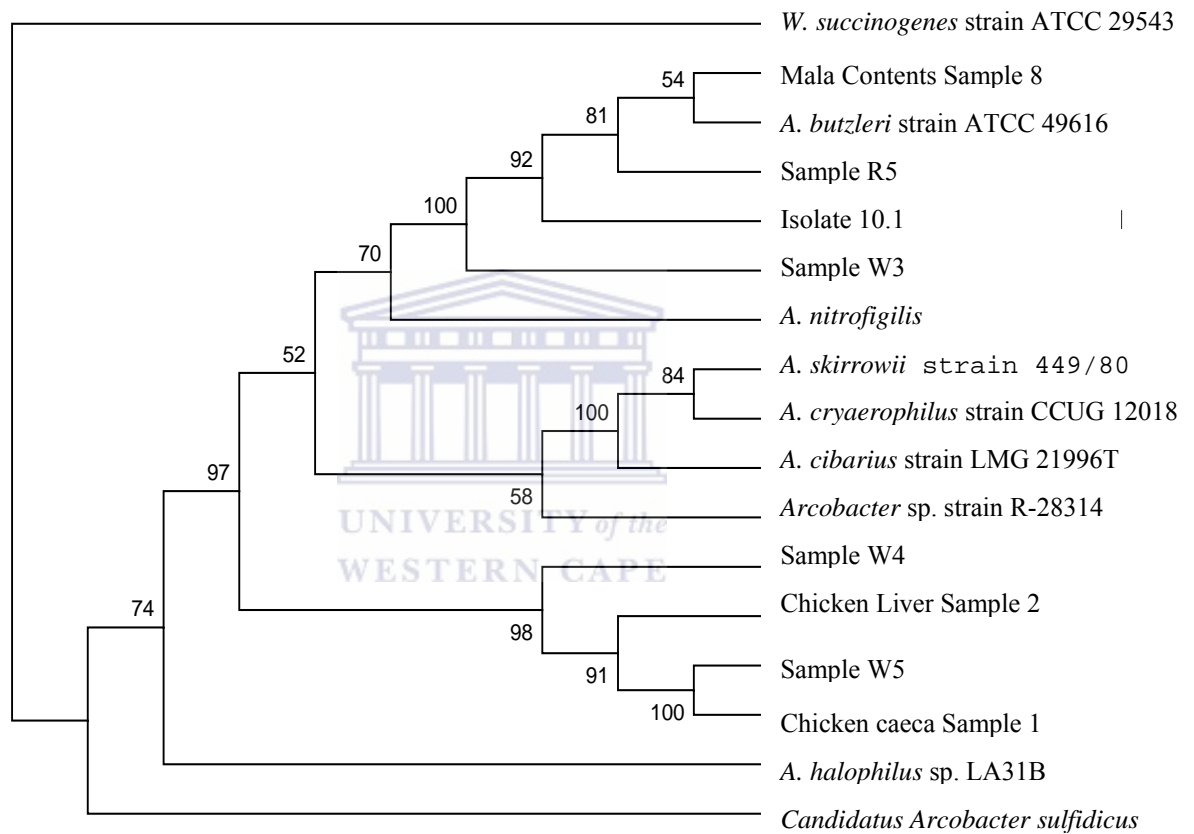 W. succinogenes strain ATCC 29543
Mala Contents Sample 8
54
A. butzleri strain ATCC 49616
81
Sample R5
92
Isolate 10.1
100
Sample W3
70
A. nitrofigilis
52
A. skirrowii strain 449/80
84
A. cryaerophilus strain CCUG 12018
100
A. cibarius strain LMG 21996T
97
58
Arcobacter sp. strain R-28314
UNIVERSITY of the
WESTERN CAPE
Sample W4
74
Chicken Liver Sample 2
98
Sample W5
91
100
Chicken caeca Sample 1
A. halophilus sp. LA31B
Candidatus Arcobacter sulfidicus